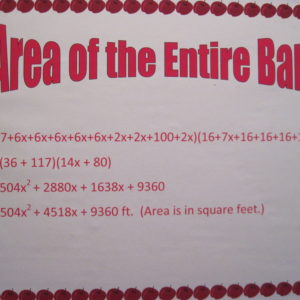 Area of the Entire Bar
7+6x+6x+6x+6x+6x+2x+2x+100+2x)(16+7x+16+16+16+
(36 + 117)(14x + 80)
504x² + 2880x + 1638x + 9360
504x² + 4518x + 9360 ft. (Area is in square feet.)